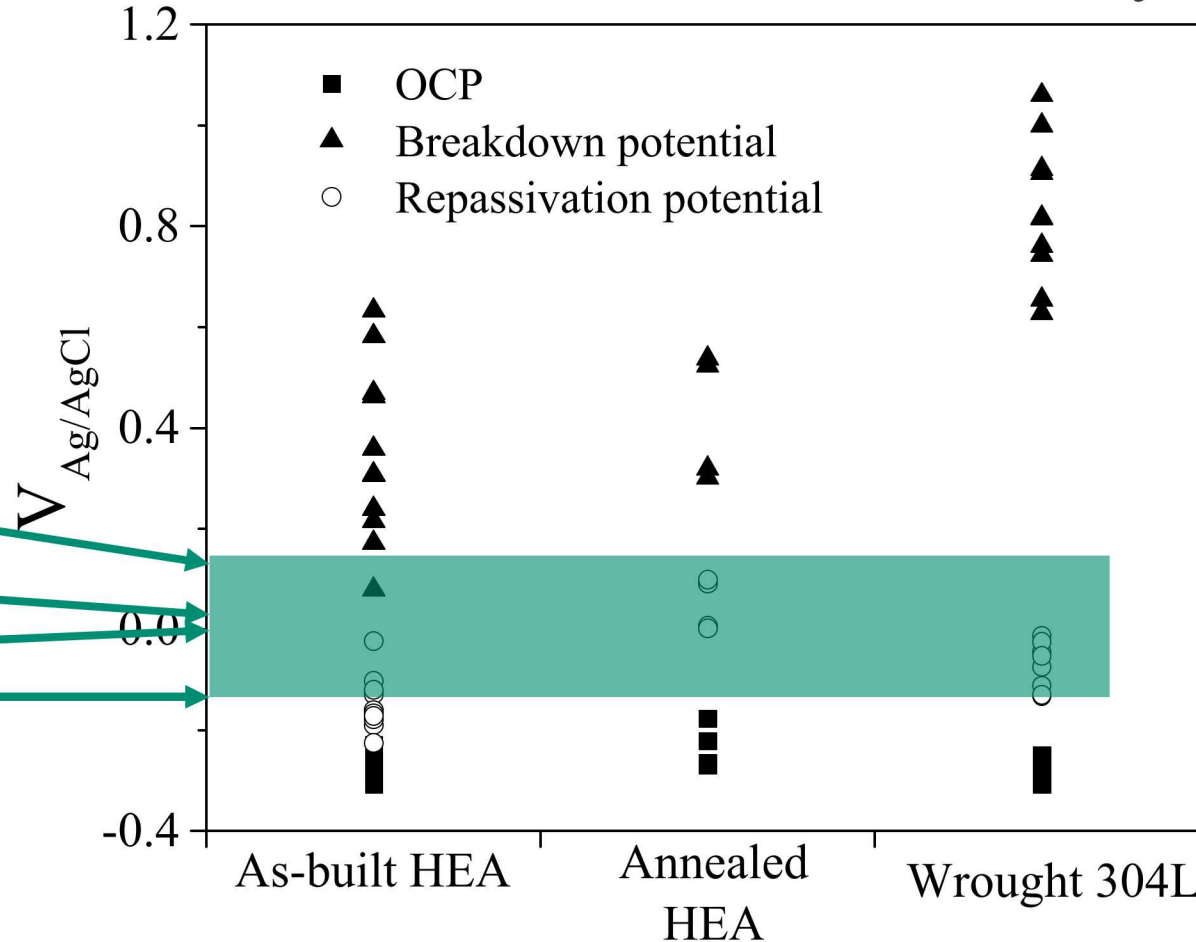 1.2
OCP
Breakdown potential
Repassivation potential
0.8
0.4
0.0
-0.4
V Ag/AgCl
As-built HEA
Annealed
HEA
Wrought 304L